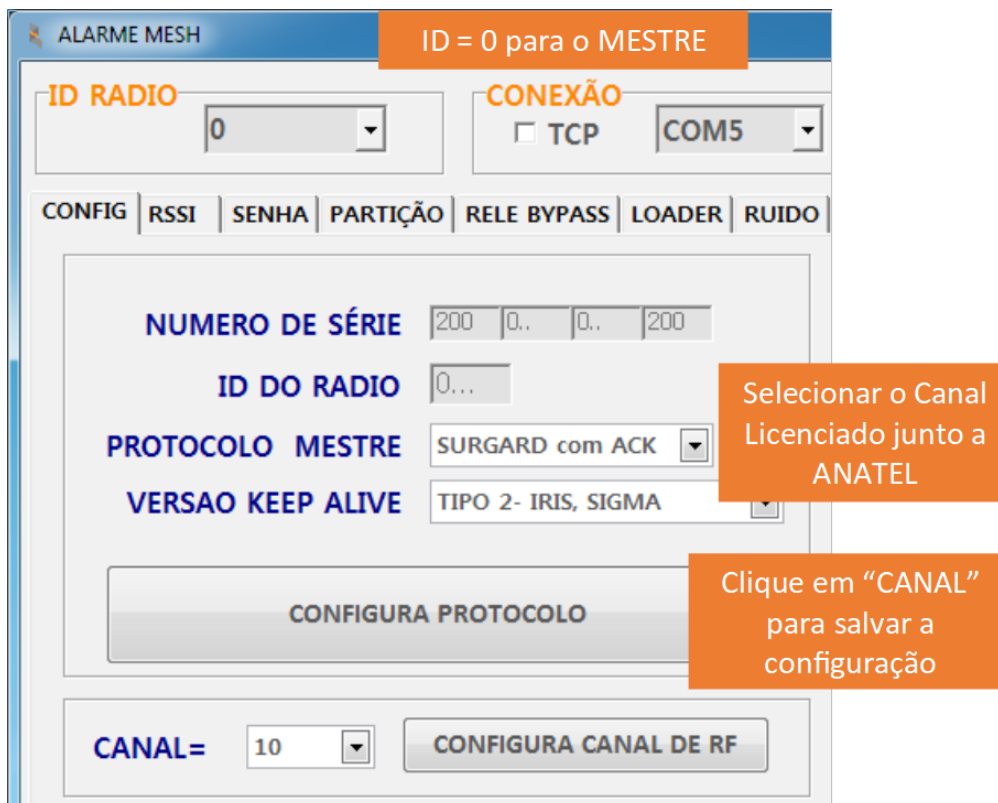 ALARME MESH
ID = 0 para o MESTRE
ID RADIO
0
CONEXÃO
TCP
COM5
CONFIG RSSI SENHA PARTIÇÃO RELE BYPASS LOADER RUIDO
NUMERO DE SÉRIE 200 0.. 0.. 200
ID DO RADIO 0...
PROTOCOLO MESTRE SURGARD com ACK
VERSAO KEEP ALIVE TIPO 2- IRIS, SIGMA
Selecionar o Canal
Licenciado junto a
ANATEL
CONFIGURA PROTOCOLO
Clique em “CANAL”
para salvar a
configuração
CANAL= 10 CONFIGURA CANAL DE RF